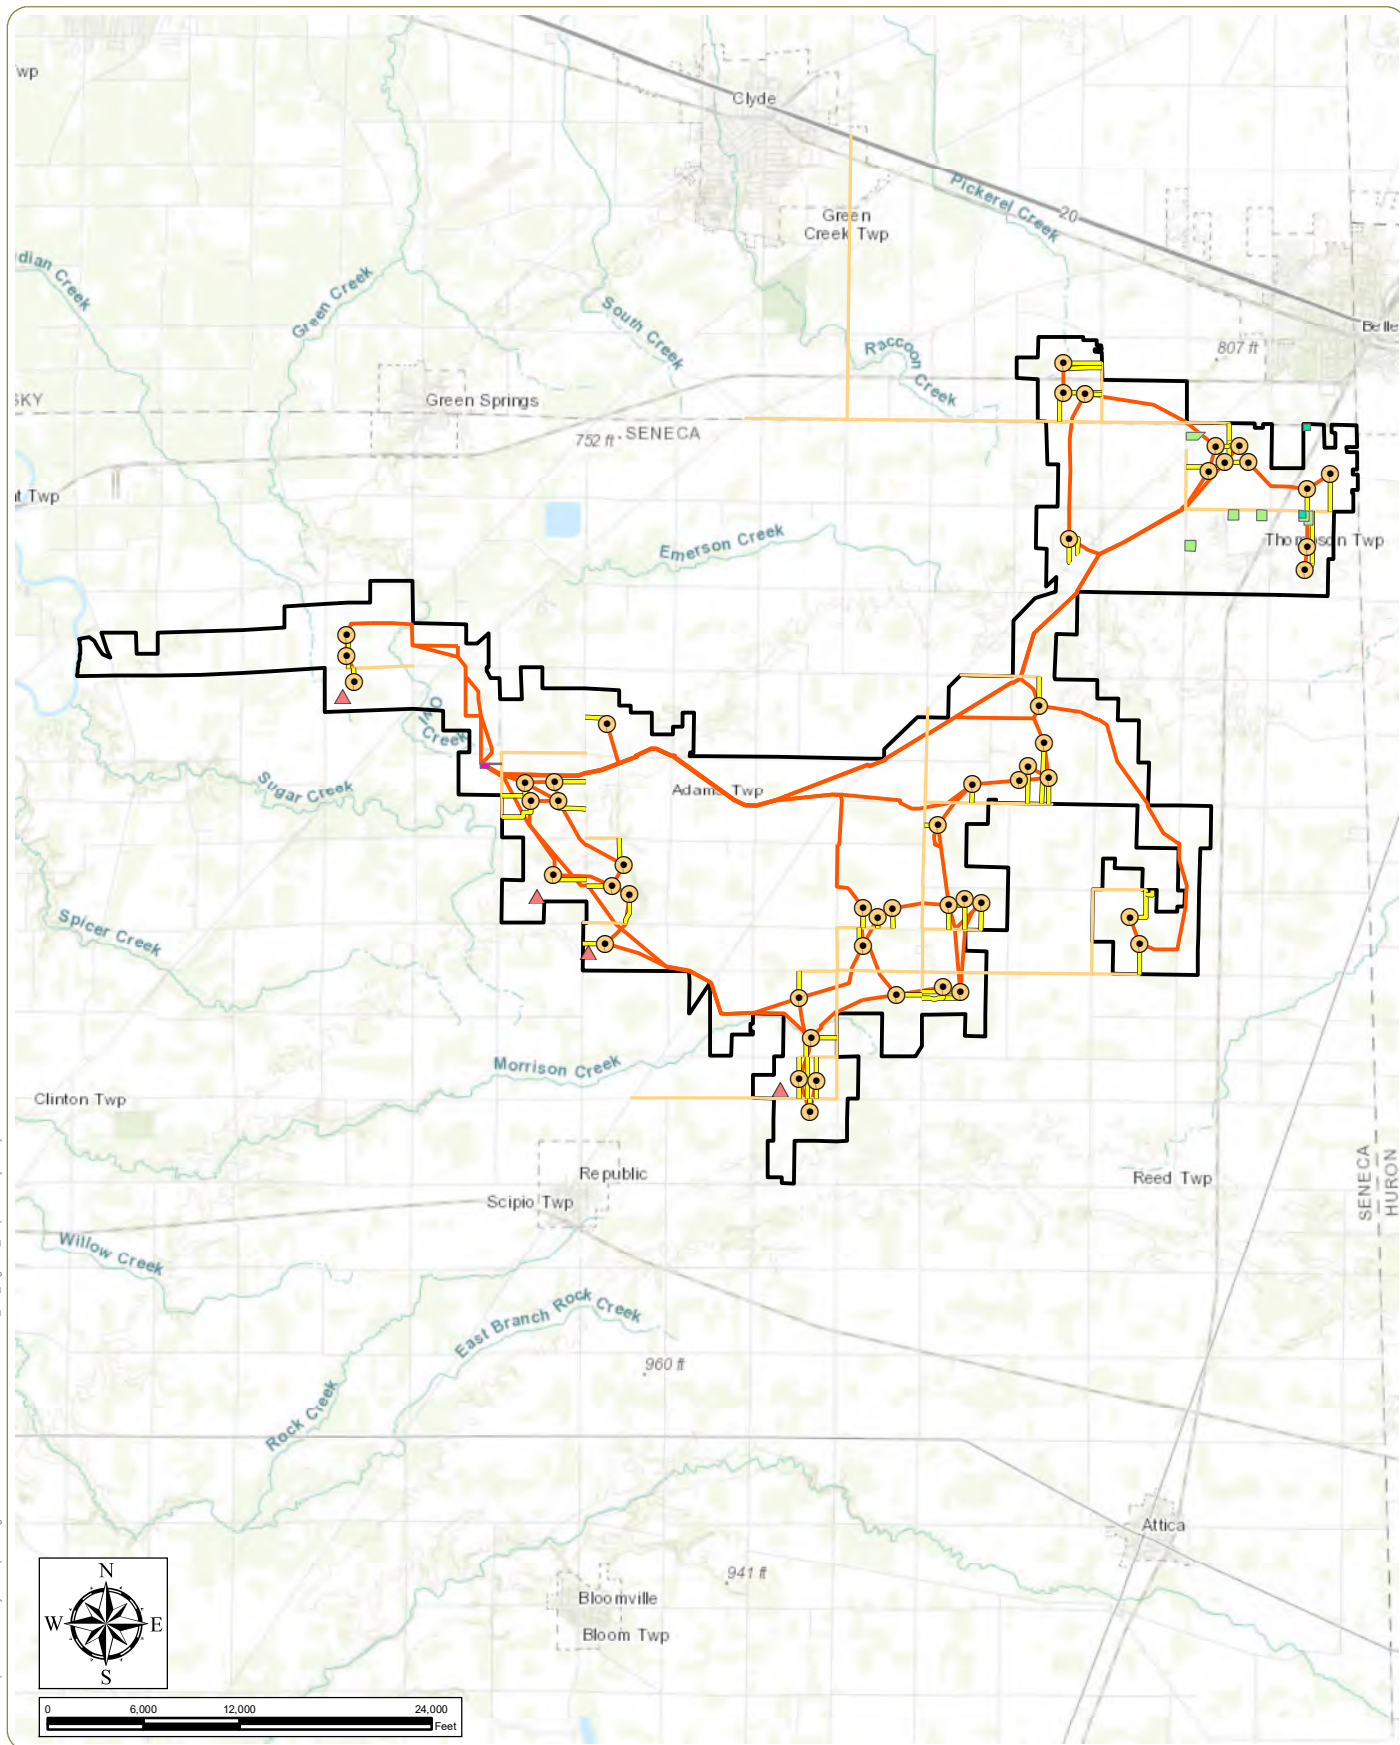 wp
Clyde
Pickerel Creek
20
Green
Creek Twp
dian Creek
Green Creek
South Creek
Raccoon Creek
Belle
807 ft
SKY
Green Springs
752 ft
SENECA
nt Twp
Emerson Creek
Thompson Twp
Owl Creek
Sugar Creek
Adams Twp
Spicer Creek
Morrison Creek
Clinton Twp
Republic
Scipio Twp
Reed Twp
SENECA
HURON
Willow Creek
East Branch Rock Creek
960 ft
Rock Creek
Attica
941 ft
Bloomville
Bloom Twp
N
W E
S
0 6,000 12,000 24,000
Feet